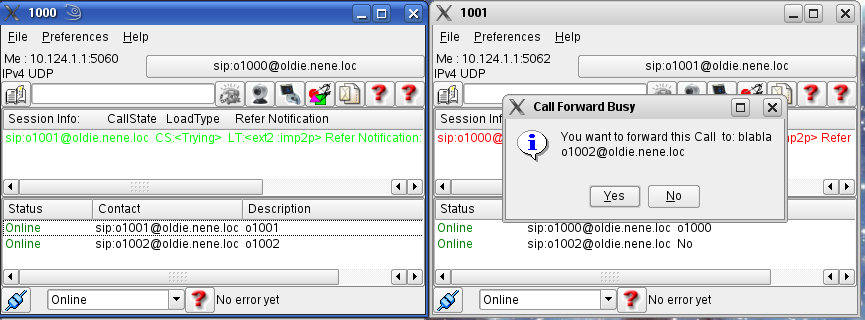 1000
File Preferences Help
Me : 10.124.1.1:5060
IPv4 UDP
sip:o1000@oldie.nene.loc
Session Info: CallState LoadType Refer Notification
sip:o1001@oldie.nene.loc CS:<Trying> LT:<ext2 :imp2p> Refer Notification:
Status Contact Description
Online sip:o1001@oldie.nene.loc o1001
Online sip:o1002@oldie.nene.loc o1002
Online ? No error yet
1001
File Preferences Help
Me : 10.124.1.1:5062
IPv4 UDP
sip:o1001@oldie.nene.loc
Session Info:
sip:o1000@ :imp2p> Refer
Call Forward Busy
You want to forward this Call to: blabla
o1002@oldie.nene.loc
Yes No
Status
Online sip:o1000@oldie.nene.loc o1000
Online sip:o1002@oldie.nene.loc No
Online ? No error yet